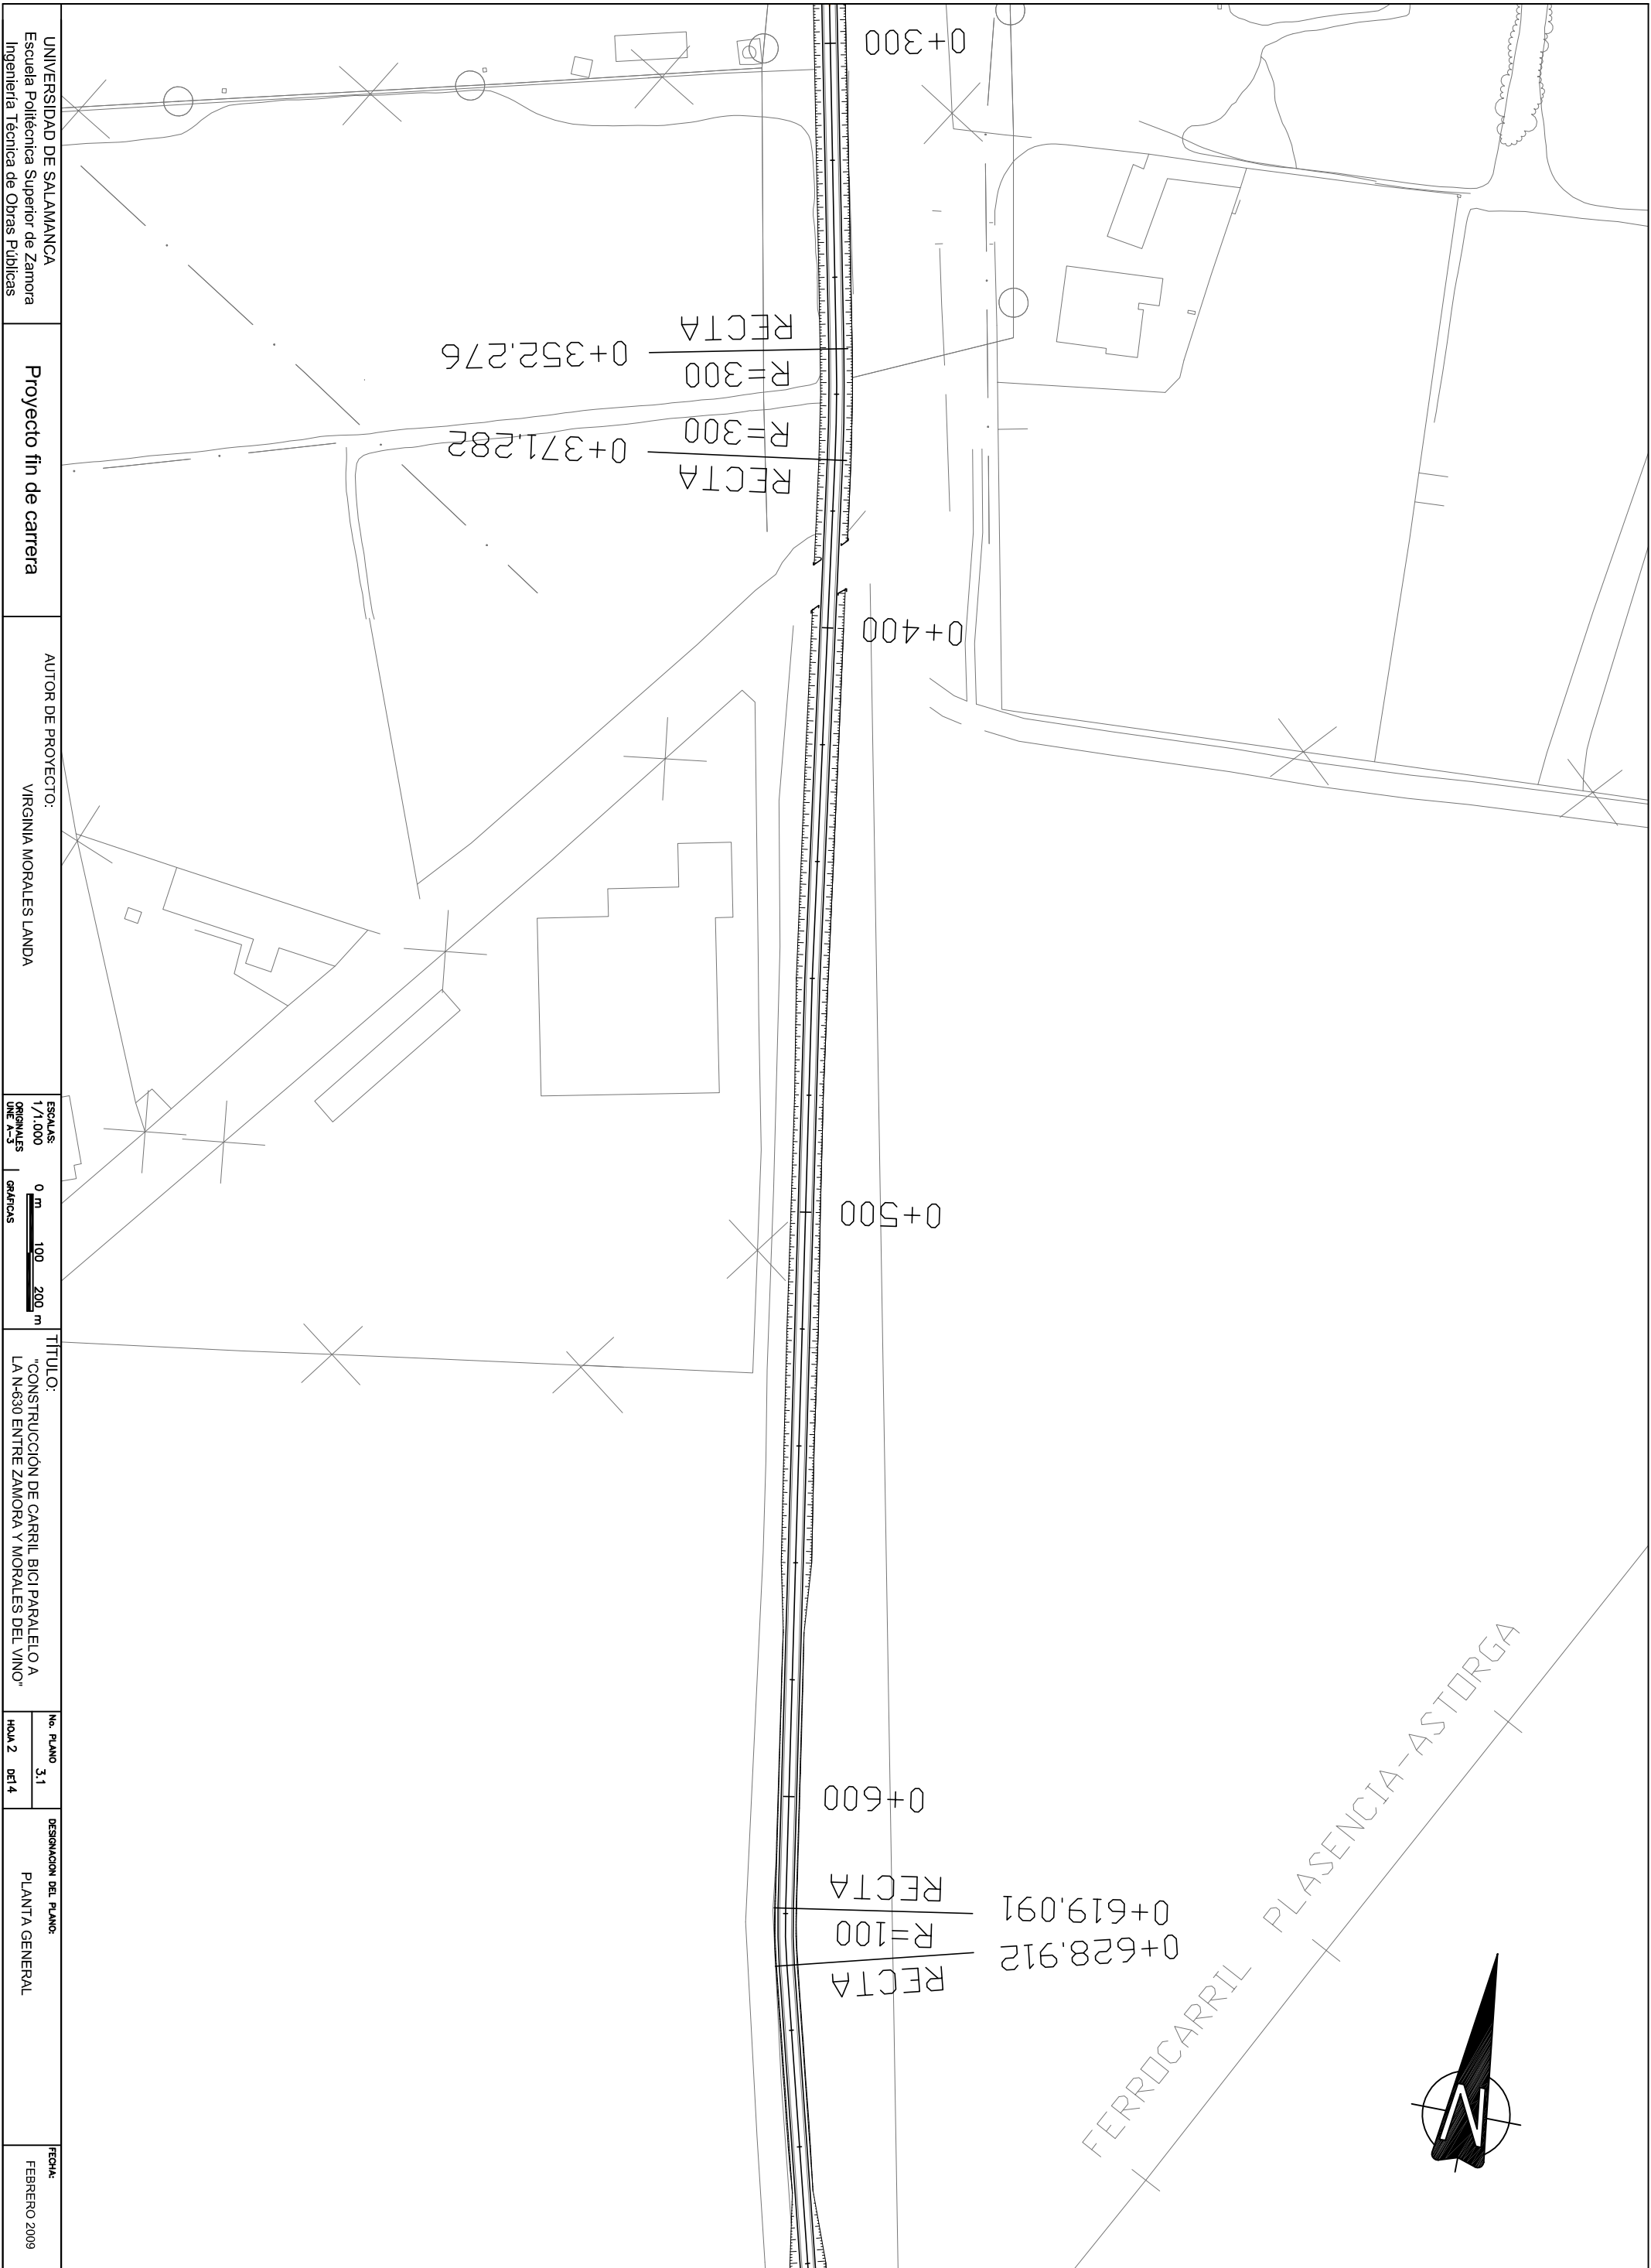 0+300
RECTA
0+352.276
R=300
R=300
0+371.282
RECTA
0+400
0+500
0+600
RECTA
0+619.091
R=100
0+628.912
RECTA
FERROCARRIL PLASENCIA-ASTORGA
N
UNIVERSIDAD DE SALAMANCA
Escuela Politécnica Superior de Zamora
Ingeniería Técnica de Obras Públicas
Proyecto fin de carrera
AUTOR DE PROYECTO:
VIRGINIA MORALES LANDA
ESCALAS:
1/1.000
ORIGINALES
UNE A-3
0 m 100 200 m
GRÁFICAS
TÍTULO:
"CONSTRUCCIÓN DE CARRIL BICI PARALELO A
LA N-630 ENTRE ZAMORA Y MORALES DEL VINO"
No. PLANO
3.1
HOJA 2 DE14
DESIGNACION DEL PLANO:
PLANTA GENERAL
FECHA:
FEBRERO 2009